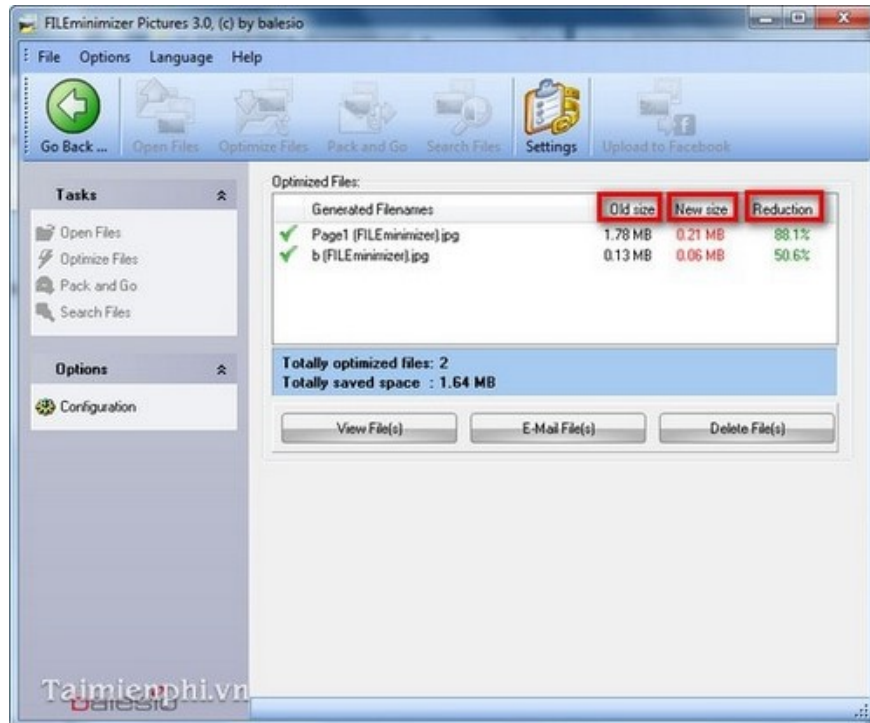 FILEminimizer Pictures 3.0, (c) by balesio
File Options Language Help
Go Back ... Open Files Optimize Files Pack and Go Search Files Settings Upload to Facebook
Tasks
Open Files
Optimize Files
Pack and Go
Search Files
Options
Configuration
Optimized Files:
Generated Filenames Old size New size Reduction
Page1 (FILEminimizer).jpg 1.78 MB 0.21 MB 88.1%
b (FILEminimizer).jpg 0.13 MB 0.06 MB 50.6%
Totally optimized files: 2
Totally saved space : 1.64 MB
View File(s) E-Mail File(s) Delete File(s)
Taimienphi.vn
balesio